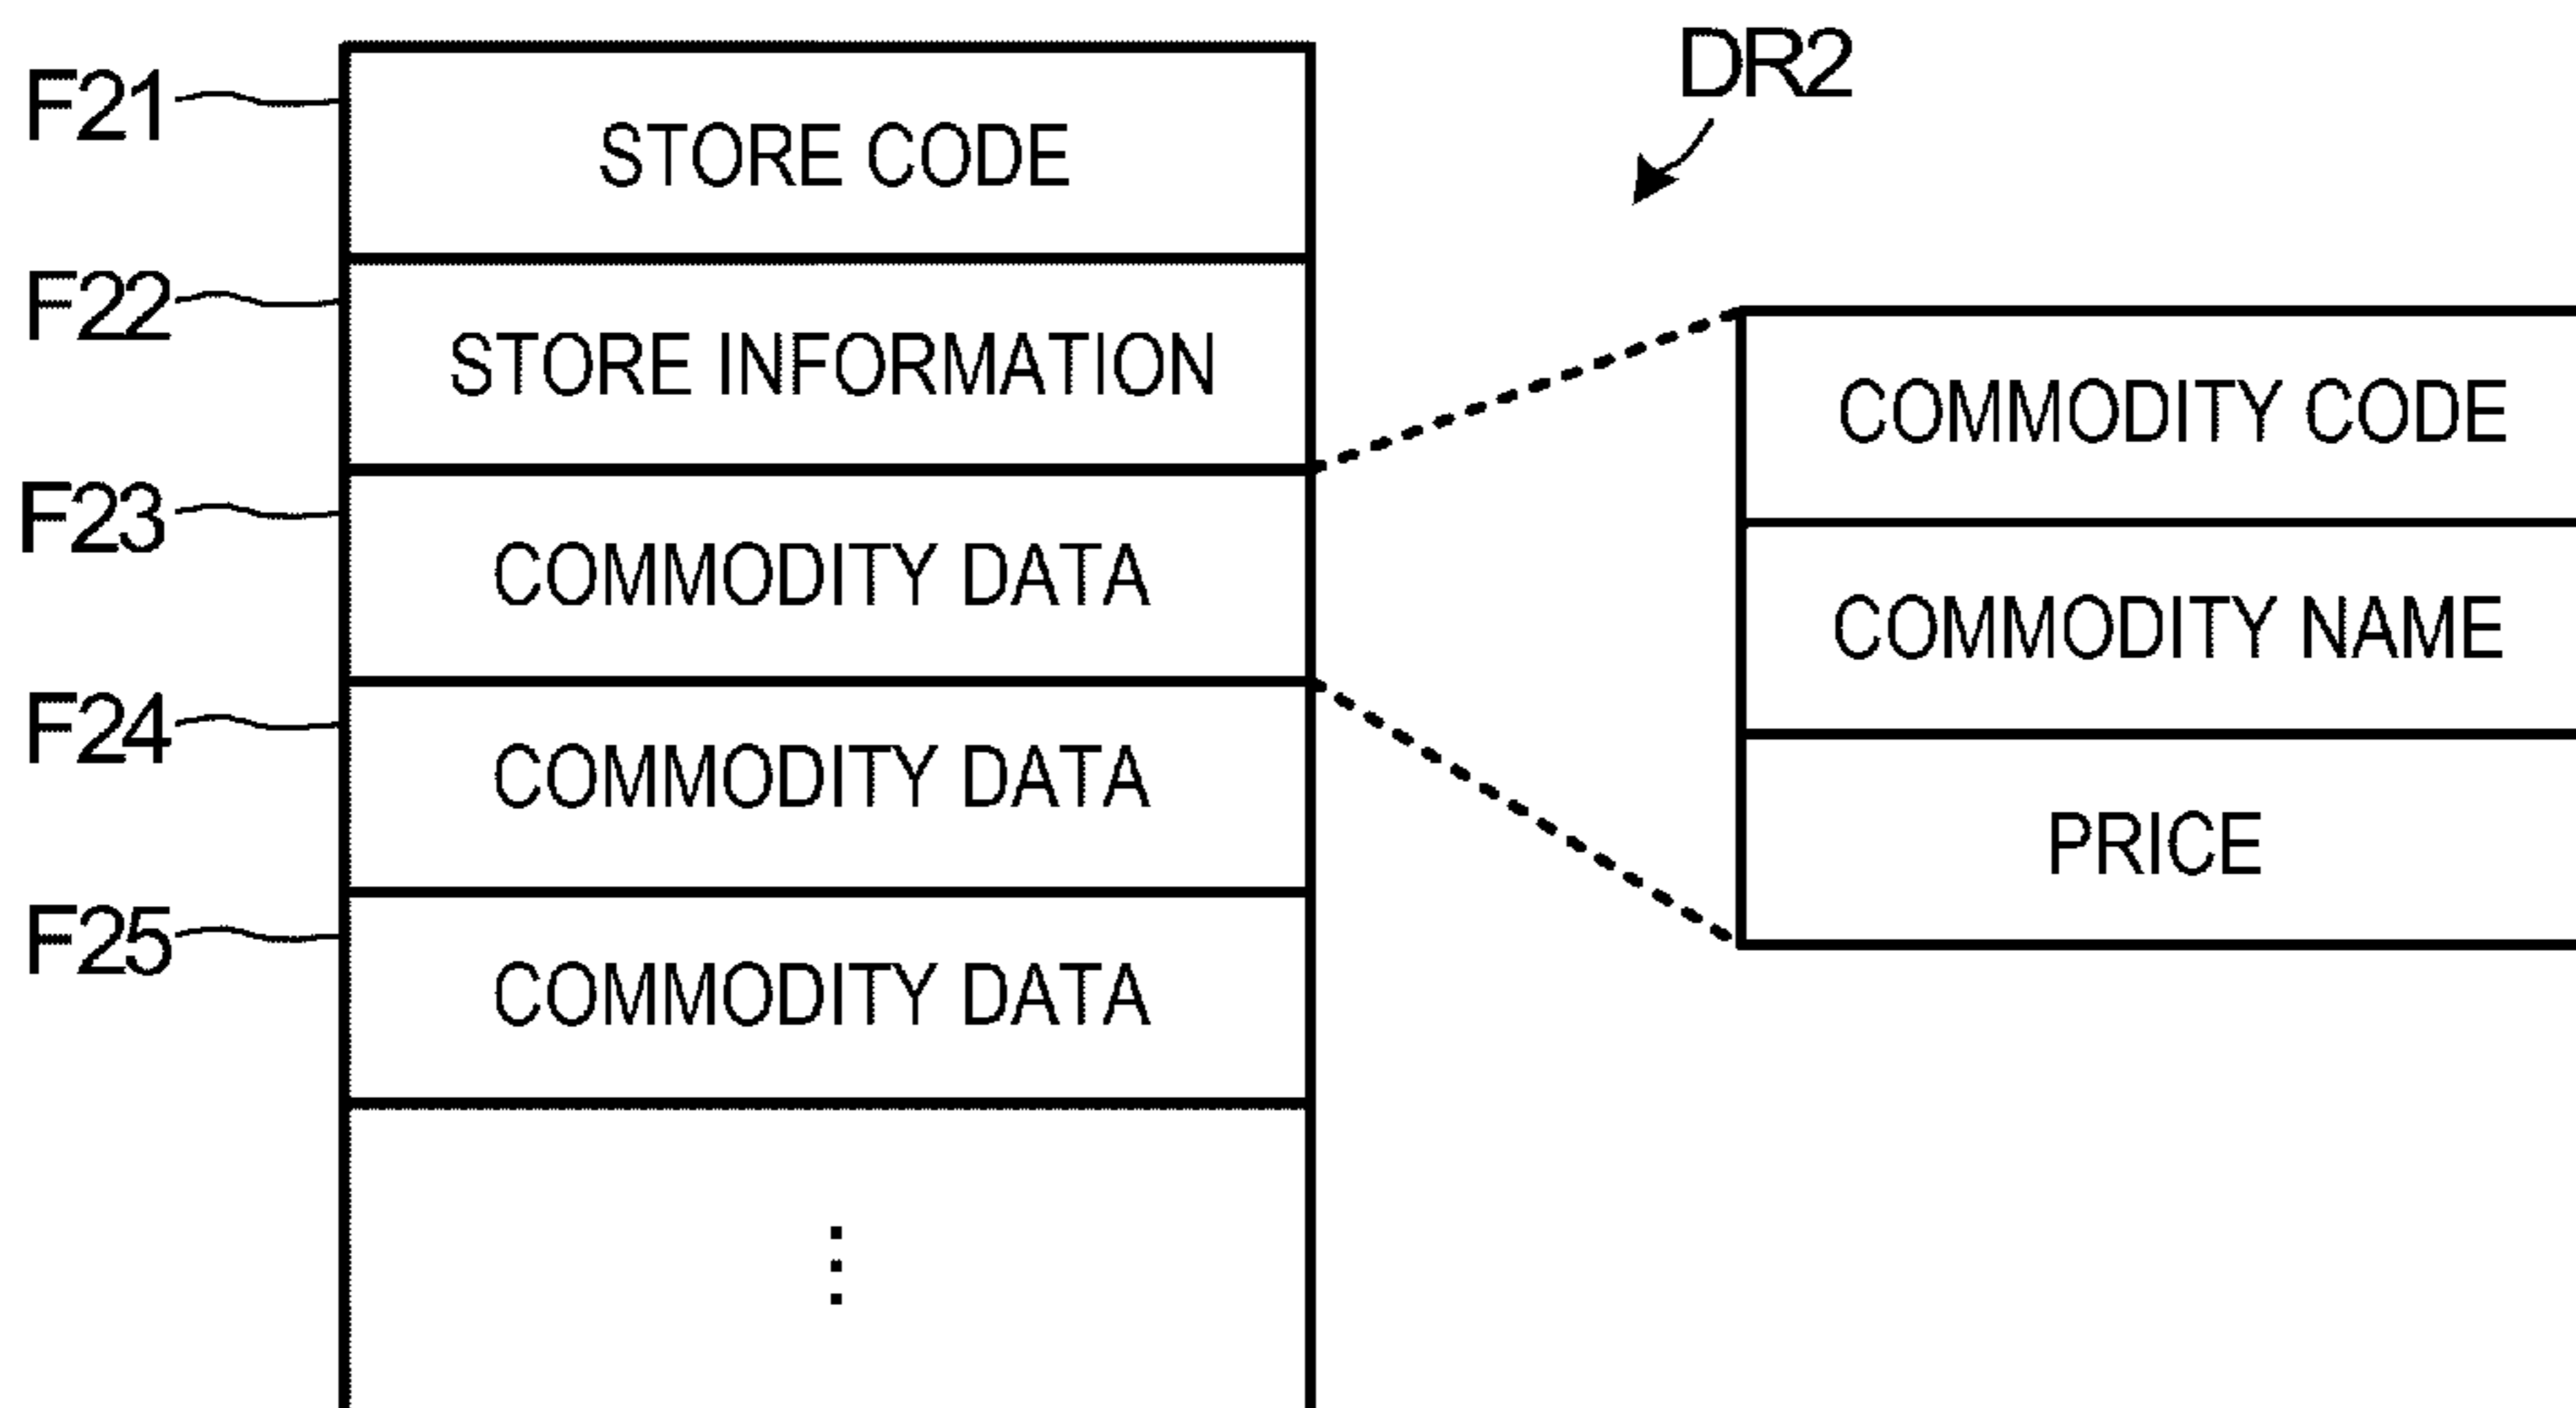 DR2
F21 STORE CODE
F22 STORE INFORMATION
F23 COMMODITY DATA
F24 COMMODITY DATA
F25 COMMODITY DATA
⋮
COMMODITY CODE
COMMODITY NAME
PRICE